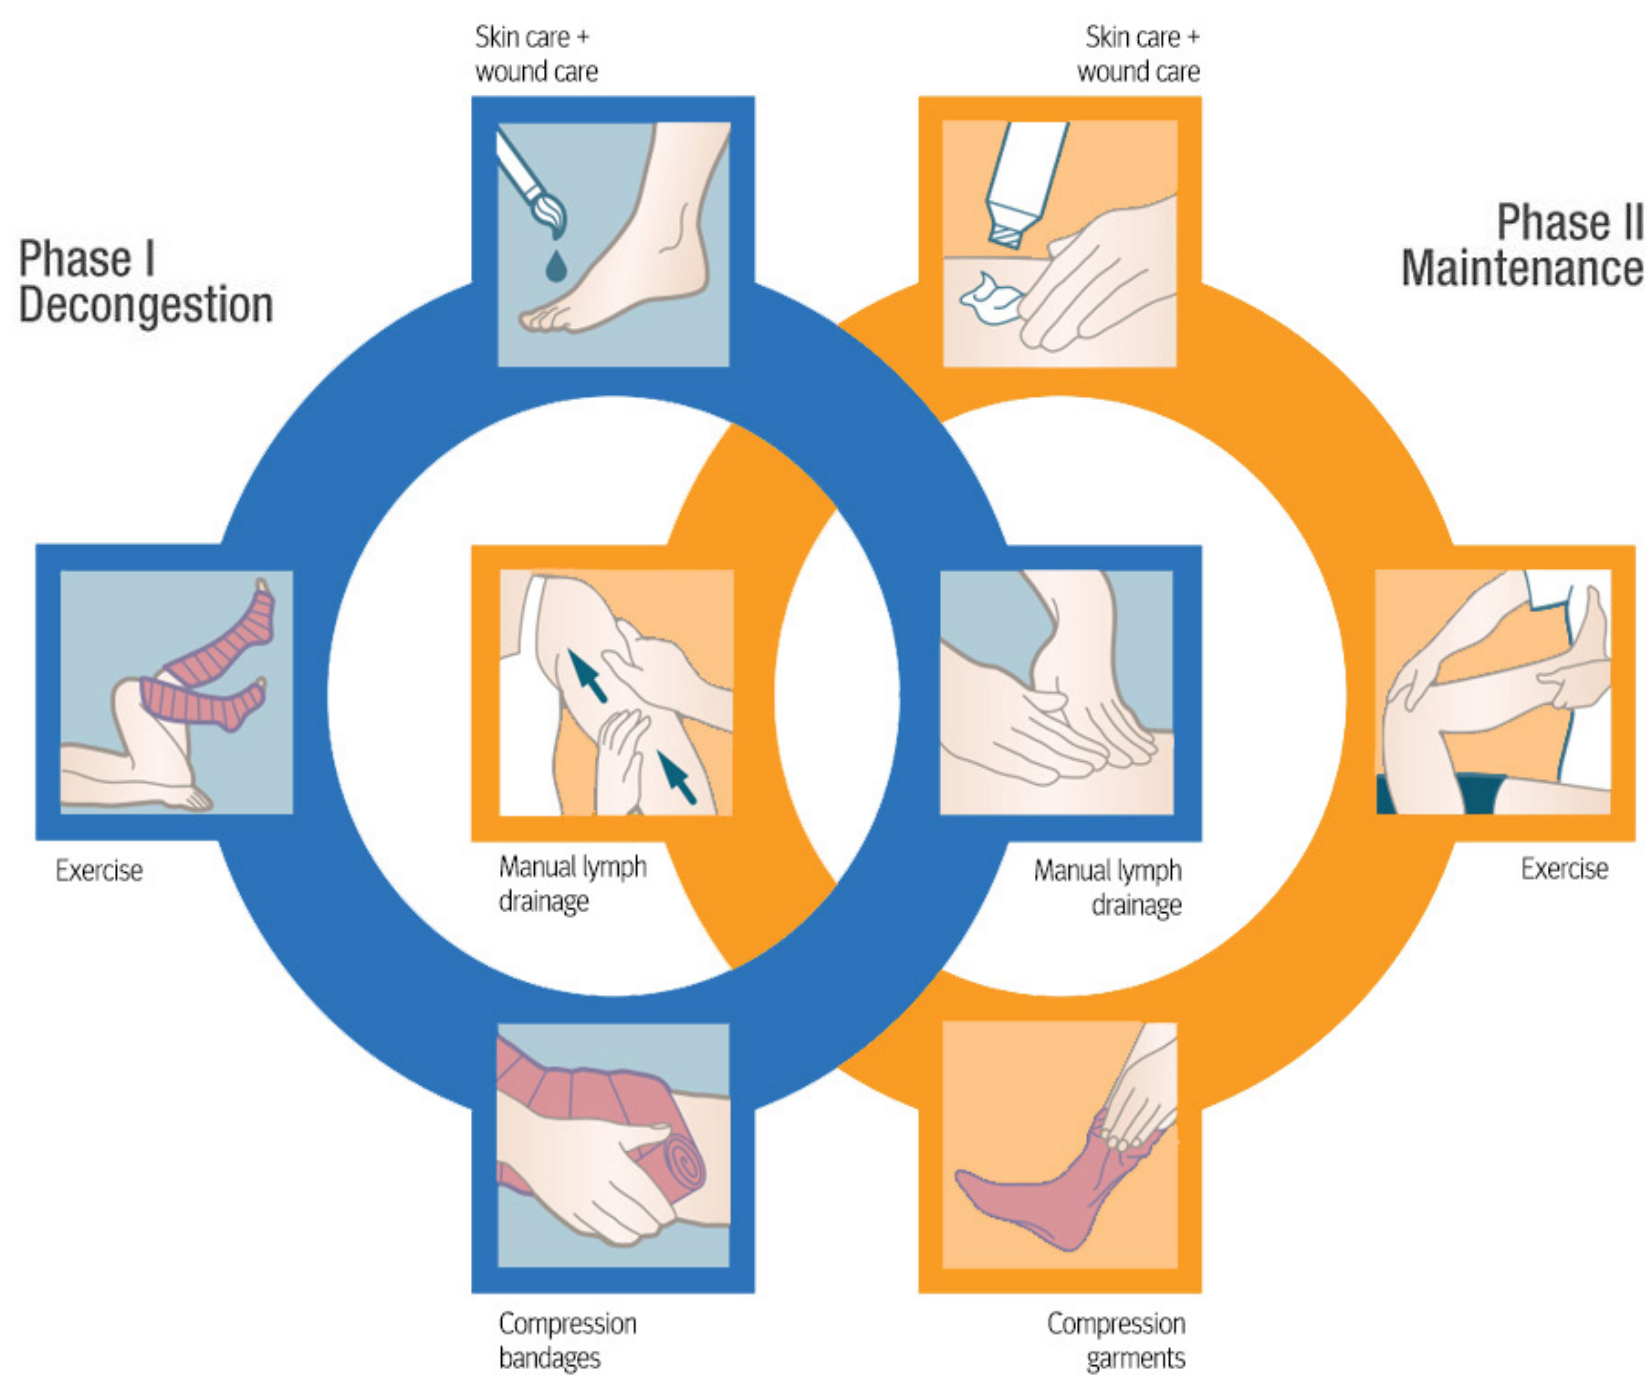 Skin care +
wound care
Skin care +
wound care
Phase I
Decongestion
Phase II
Maintenance
Exercise
Manual lymph
drainage
Manual lymph
drainage
Exercise
Compression
bandages
Compression
garments